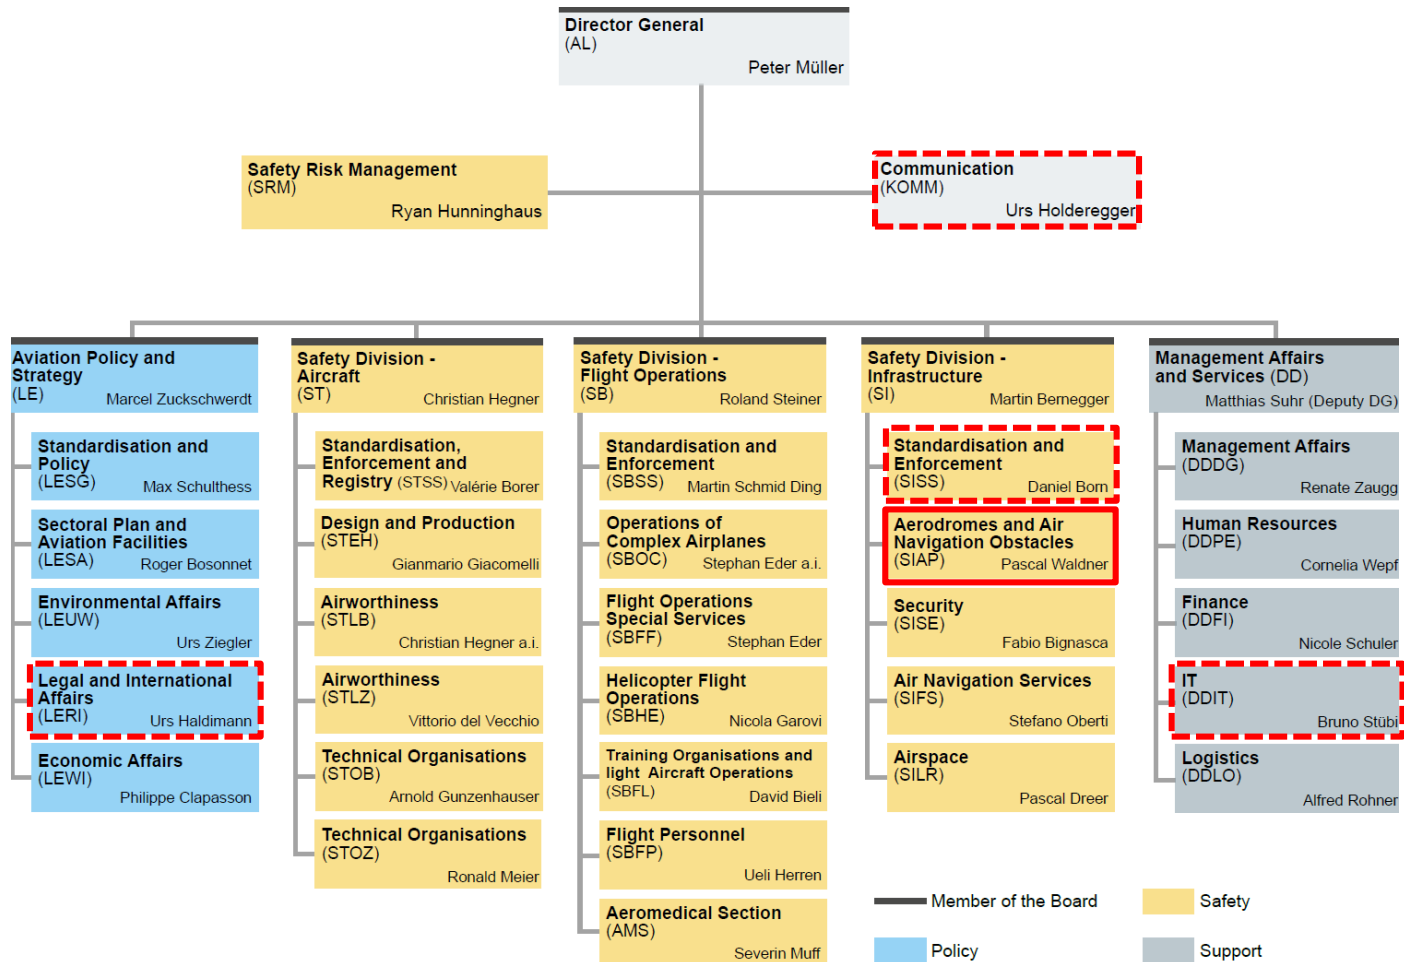 Director General
(AL)
Peter Müller
Safety Risk Management
(SRM)
Ryan Hunninghaus
Communication
(KOMM)
Urs Holderegger
Aviation Policy and
Strategy
(LE) Marcel Zuckschwerdt
Standardisation and
Policy
(LESG) Max Schulthess
Sectoral Plan and
Aviation Facilities
(LESA) Roger Bosonnet
Environmental Affairs
(LEUW)
Urs Ziegler
Legal and International
Affairs
(LERI) Urs Haldimann
Economic Affairs
(LEWI)
Philippe Clapasson
Safety Division -
Aircraft
(ST) Christian Hegner
Standardisation,
Enforcement and
Registry (STSS) Valérie Borer
Design and Production
(STEH)
Gianmario Giacomelli
Airworthiness
(STLB)
Christian Hegner a.i.
Airworthiness
(STLZ)
Vittorio del Vecchio
Technical Organisations
(STOB)
Arnold Gunzenhauser
Technical Organisations
(STOZ)
Ronald Meier
Safety Division -
Flight Operations
(SB) Roland Steiner
Standardisation and
Enforcement
(SBSS) Martin Schmid Ding
Operations of
Complex Airplanes
(SBOC) Stephan Eder a.i.
Flight Operations
Special Services
(SBFF) Stephan Eder
Helicopter Flight
Operations
(SBHE) Nicola Garovi
Training Organisations and
light Aircraft Operations
(SBFL) David Bieli
Flight Personnel
(SBFP)
Ueli Herren
Aeromedical Section
(AMS)
Severin Muff
Safety Division -
Infrastructure
(SI) Martin Bernegger
Standardisation and
Enforcement
(SISS) Daniel Born
Aerodromes and Air
Navigation Obstacles
(SIAP) Pascal Waldner
Security
(SISE)
Fabio Bignasca
Air Navigation Services
(SIFS)
Stefano Oberti
Airspace
(SILR)
Pascal Dreer
Management Affairs
and Services (DD)
Matthias Suhr (Deputy DG)
Management Affairs
(DDDG)
Renate Zaugg
Human Resources
(DDPE)
Cornelia Wepf
Finance
(DDFI)
Nicole Schuler
IT
(DDIT)
Bruno Stübi
Logistics
(DDLO)
Alfred Rohner
Member of the Board
Safety
Policy
Support